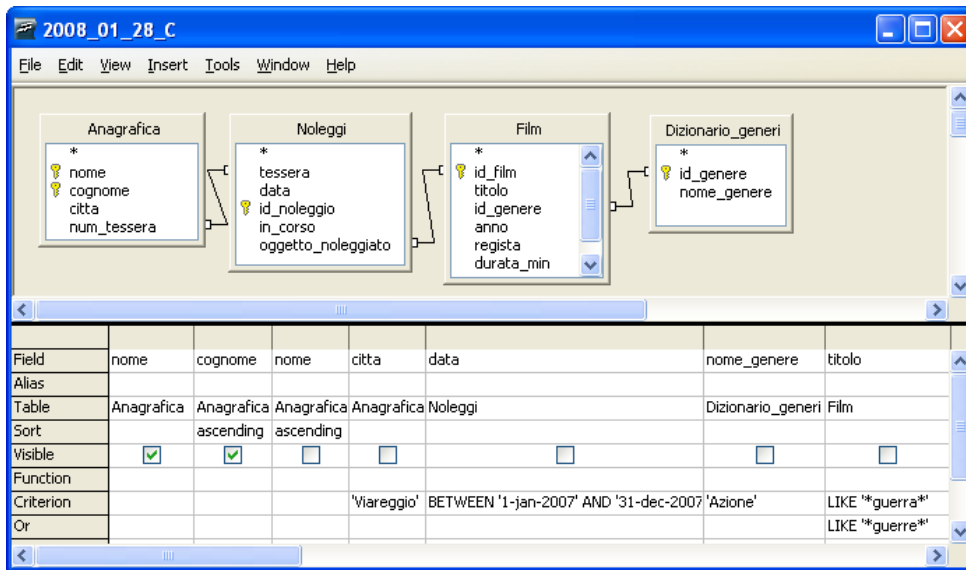 2008_01_28_C
File Edit View Insert Tools Window Help
Anagrafica Noleggi Film Dizionario_generi
* * * *
nome tessera id_film id_genere
cognome data titolo nome_genere
citta id_noleggio id_genere
num_tessera in_corso anno
oggetto_noleggiato regista
durata_min
Field nome cognome nome citta data nome_genere titolo
Alias
Table Anagrafica Anagrafica Anagrafica Anagrafica Noleggi Dizionario_generi Film
Sort ascending ascending
Visible
Function
Criterion 'Viareggio' BETWEEN '1-jan-2007' AND '31-dec-2007 'Azione' LIKE '*guerra*'
Or LIKE '*guerre*'